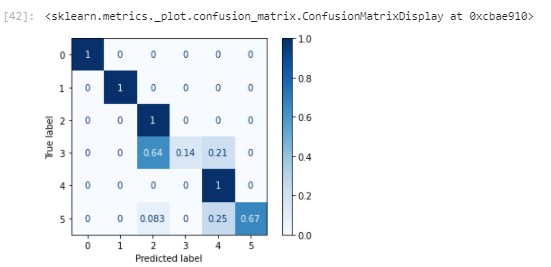 [42]: <sklearn.metrics._plot.confusion_matrix.ConfusionMatrixDisplay at 0xcbae910>
1.0
0 1 0 0 0 0 0
0.8
1 0 1 0 0 0 0
2 0 0 1 0 0 0
0.6
True label
3 0 0 0.64 0.14 0.21 0
0.4
4 0 0 0 0 1 0
0.2
5 0 0 0.083 0 0.25 0.67
0.0
0 1 2 3 4 5
Predicted label